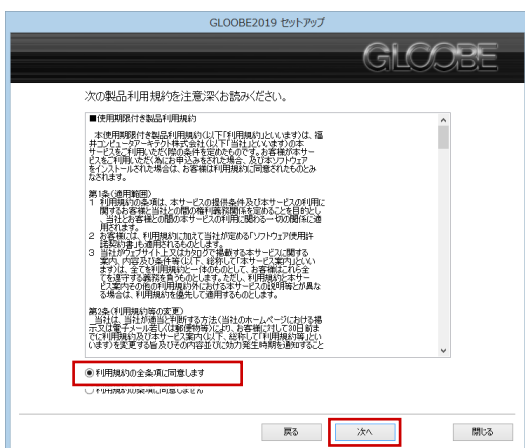 GLOOBE2019 セットアップ
GLOOBE
次の製品利用規約を注意深くお読みください。
■使用期限付き製品利用規約
本使用期限付き製品利用規約(以下「利用規約」といいます)は、福
井コンピュータアーキテクト株式会社(以下「当社」といいます)の本
サービスをご利用いただく際の条件を定めたものです。お客様が本サー
ビスをご利用いただく為にお申込みをされた場合、及び本ソフトウェア
をインストールされた場合は、お客様は利用規約に同意されたものとみ
なされます。
第1条(適用範囲)
1 利用規約の条項は、本サービスの提供条件及び本サービスの利用に
関するお客様と当社との間の権利義務関係を定めることを目的とし
、当社とお客様との間の本サービスの利用に関わる一切の関係に適
用されます。
2 お客様には、利用規約に加えて当社が定める「ソフトウェア使用許
諾契約書」も適用されるものとします。
3 当社がウェブサイト上又はカタログで掲載する本サービスに関する
案内、内容及び条件等(以下、総称して「本サービス案内」といい
ます)は、全てを利用規約と一体のものとして、お客様はこれら全
てを遵守する義務を負うものとします。ただし、利用規約と本サー
ビス案内その他の利用規約外における本サービスの説明等とが異な
る場合は、利用規約を優先して適用するものとします。
第2条(利用規約等の変更)
当社は、当社が適当と判断する方法(当社のホームページにおける掲
示又は電子メール若しくは郵便物等)により、お客様に対して30日前ま
でに利用規約及び本サービス案内(以下、総称して「利用規約等」とい
います)を変更する旨及びその内容並びに効力発生時期を通知すること
利用規約の全条項に同意します
利用規約の条項に同意しません
戻る
次へ
閉じる